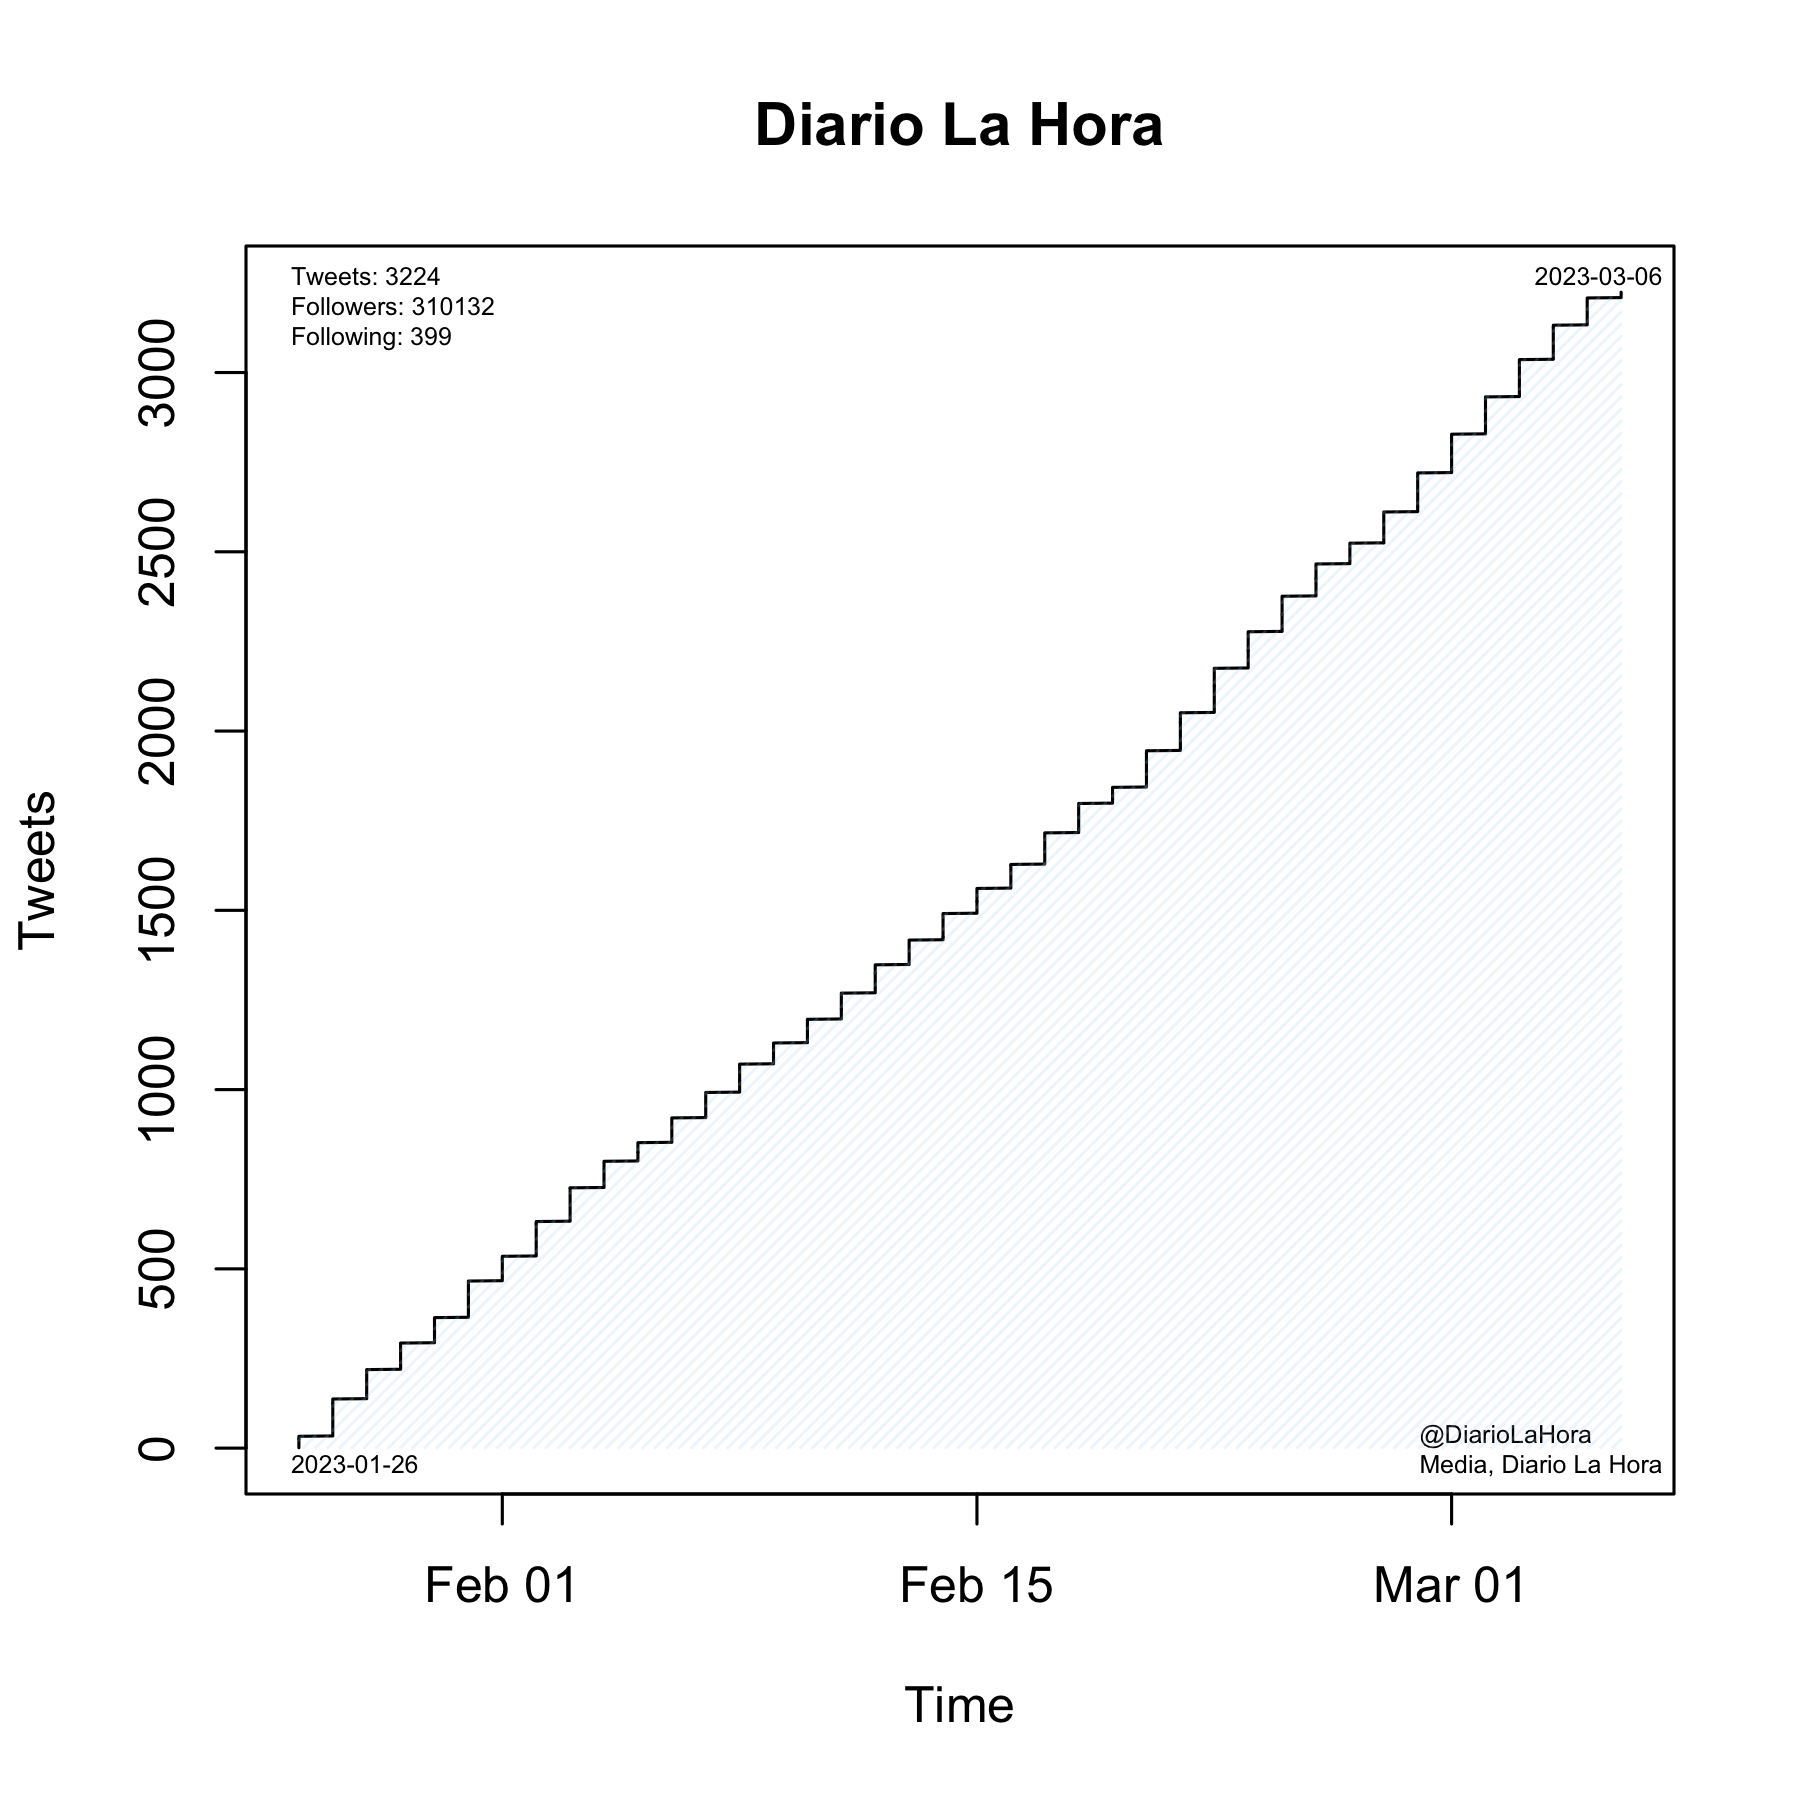 Diario La Hora
Tweets: 3224
Followers: 310132
Following: 399
2023-03-06
3000
2500
2000
1500
1000
500
0
Tweets
@DiarioLaHora
Media, Diario La Hora
2023-01-26
Feb 01
Feb 15
Mar 01
Time